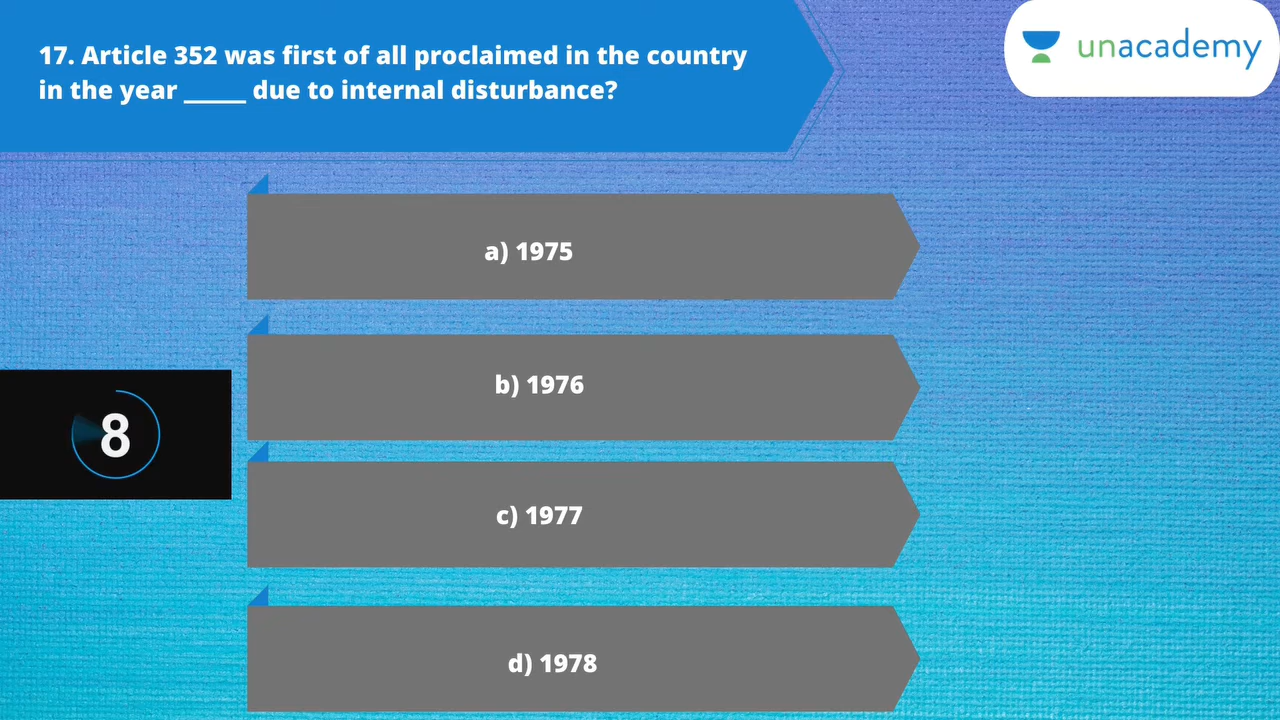 17. Article 352 was first of all proclaimed in the country
in the year _____ due to internal disturbance?
unacademy
a) 1975
b) 1976
8
c) 1977
d) 1978